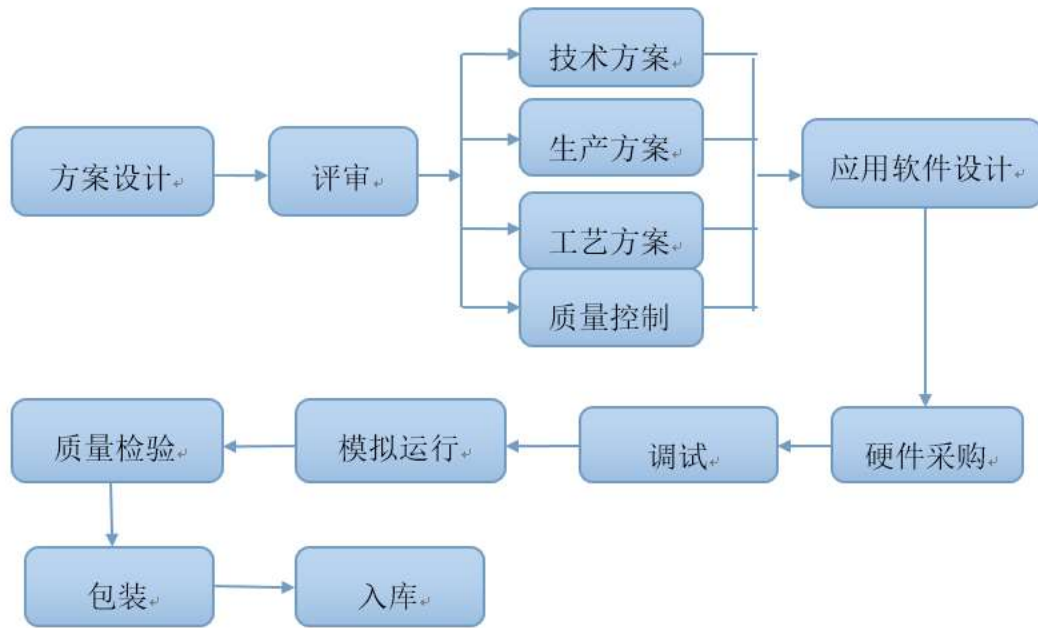 方案设计
评审
技术方案
生产方案
工艺方案
质量控制
应用软件设计
硬件采购
调试
模拟运行
质量检验
包装
入库